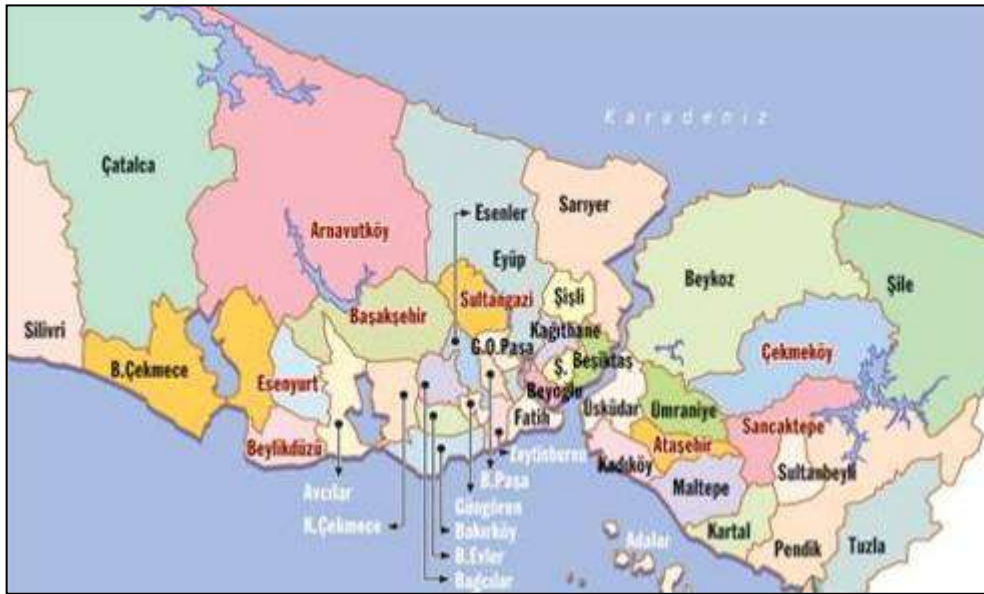 Karadeniz
Çatalca
Sarıyer
Esenler
Arnavutköy
Eyüp
Beykoz
Şile
Sultangazi
Şişli
Silivri
Başakşehir
Kağıthane
G.O.Paşa
Beşiktaş
Çekmeköy
B.Çekmece
Ş.
Esenyurt
Beyoğlu
Üsküdar
Ümraniye
Fatih
Sancaktepe
Beylikdüzü
Ataşehir
Zeytinburnu
Kadıköy
Sultanbeyli
B.Paşa
Maltepe
Avcılar
Güngören
K.Çekmece
Bakırköy
Kartal
Adalar
B.Evler
Pendik
Tuzla
Bağcılar